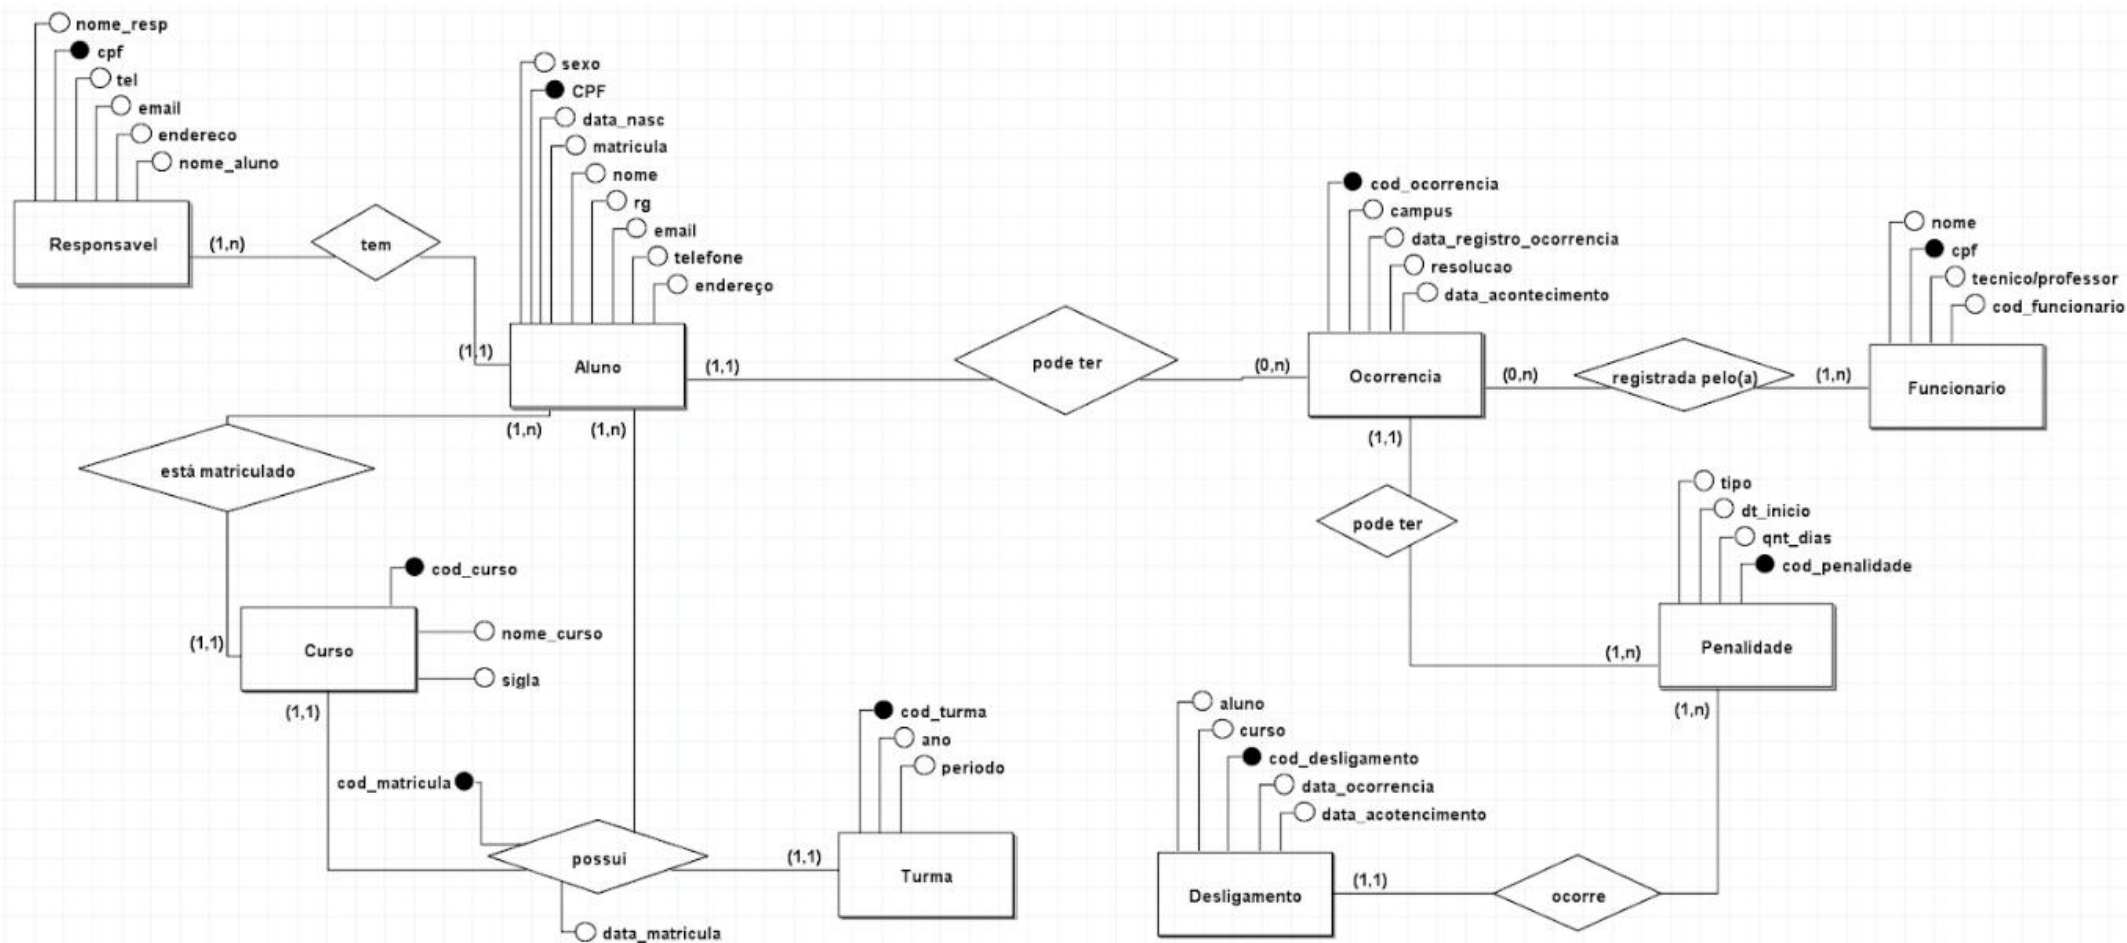 nome_resp
cpf
tel
email
endereco
nome_aluno
Responsavel
(1,n)
tem
(1,1)
sexo
CPF
data_nasc
matricula
nome
rg
email
telefone
endereço
Aluno
(1,1)
pode ter
(0,n)
cod_ocorrencia
campus
data_registro_ocorrencia
resolucao
data_acontecimento
Ocorrencia
(0,n)
registrada pelo(a)
(1,n)
nome
cpf
tecnico/professor
cod_funcionario
Funcionario
(1,n)
(1,n)
está matriculado
(1,1)
cod_curso
nome_curso
sigla
Curso
(1,1)
(1,1)
pode ter
(1,n)
tipo
dt_inicio
qnt_dias
cod_penalidade
Penalidade
(1,n)
cod_matricula
possui
data_matricula
(1,1)
cod_turma
ano
periodo
Turma
aluno
curso
cod_desligamento
data_ocorrencia
data_acotencimento
Desligamento
(1,1)
ocorre